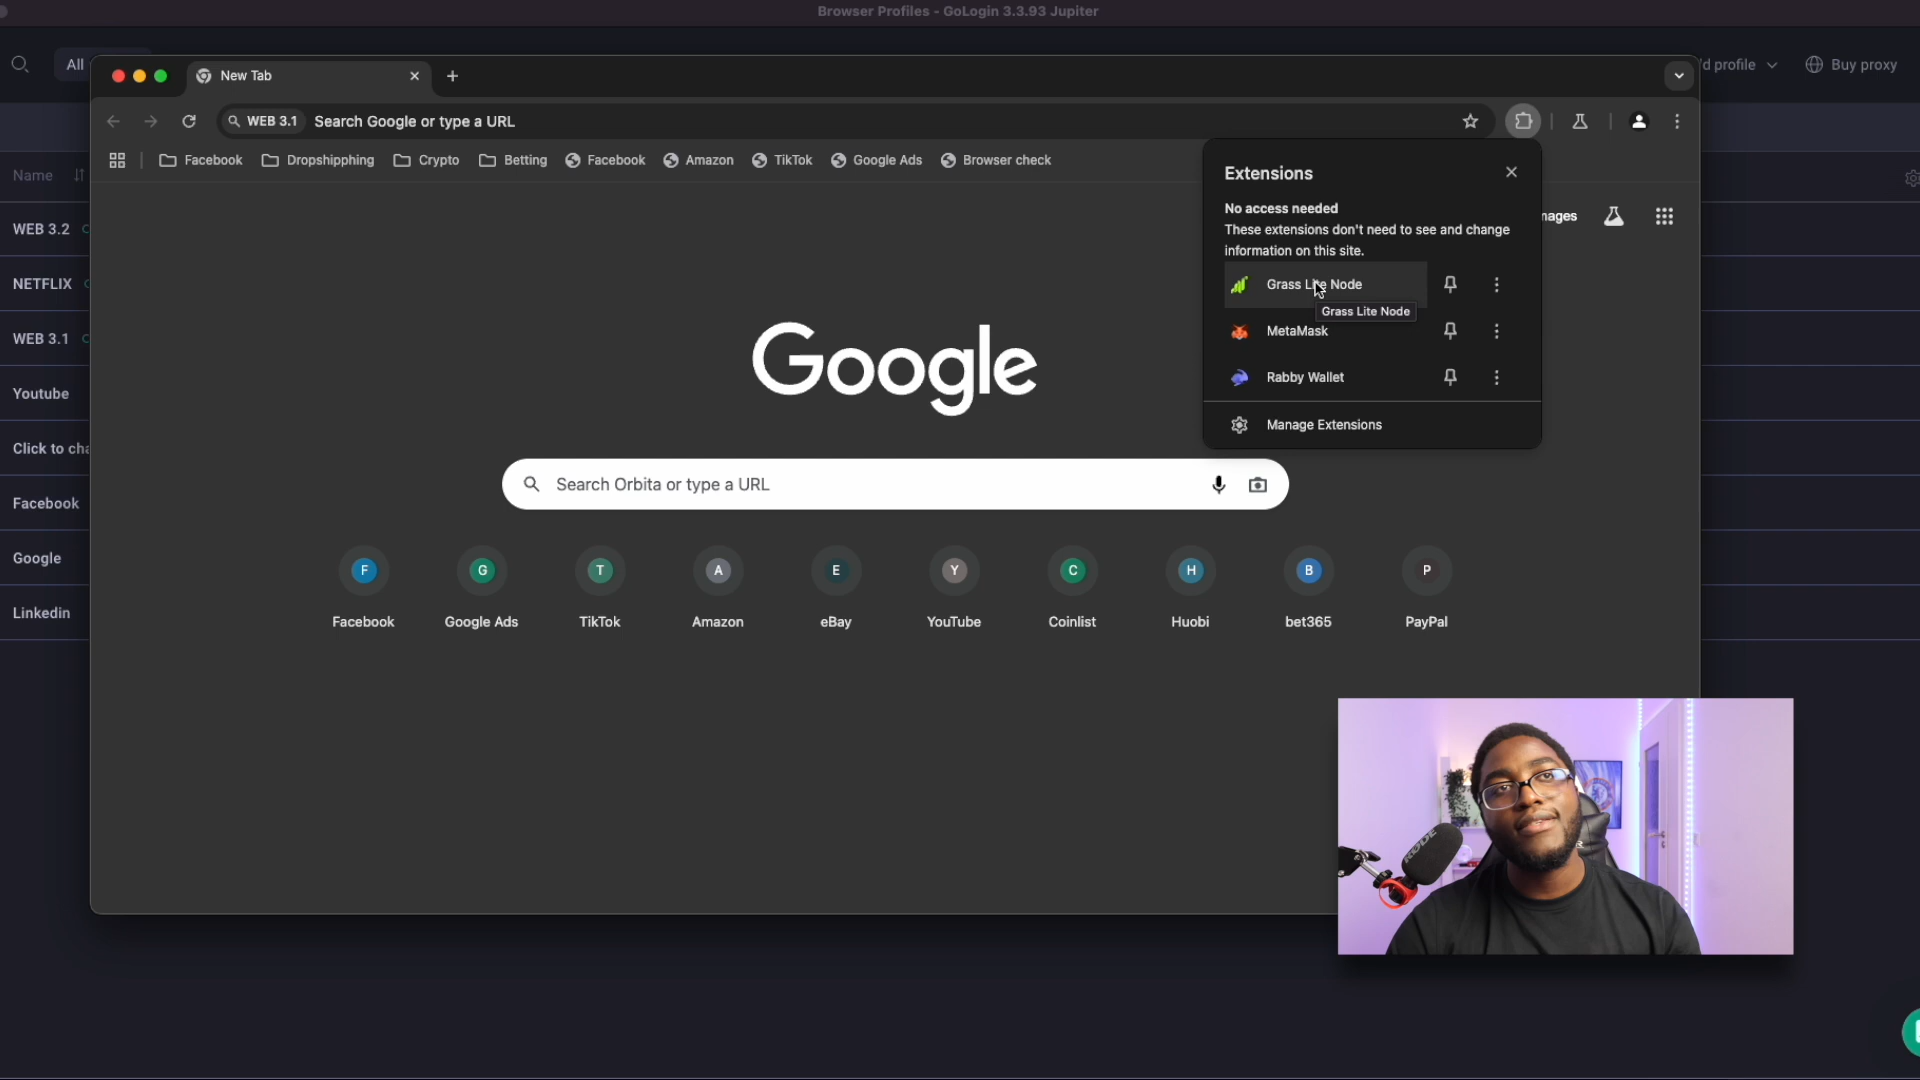 Browser Profiles - GoLogin 3.3.93 Jupiter
All
New Tab
d profile
Buy proxy
WEB 3.1
Search Google or type a URL
Facebook
Dropshipphing
Crypto
Betting
Facebook
Amazon
TikTok
Google Ads
Browser check
Name
WEB 3.2
NETFLIX
WEB 3.1
Youtube
Click to cha
Facebook
Google
Linkedin
Extensions
No access needed
These extensions don't need to see and change
information on this site.
Grass Lite Node
Grass Lite Node
MetaMask
Rabby Wallet
Manage Extensions
mages
Google
Search Orbita or type a URL
F
G
T
A
E
Y
C
H
B
P
Facebook
Google Ads
TikTok
Amazon
eBay
YouTube
Coinlist
Huobi
bet365
PayPal
RODE